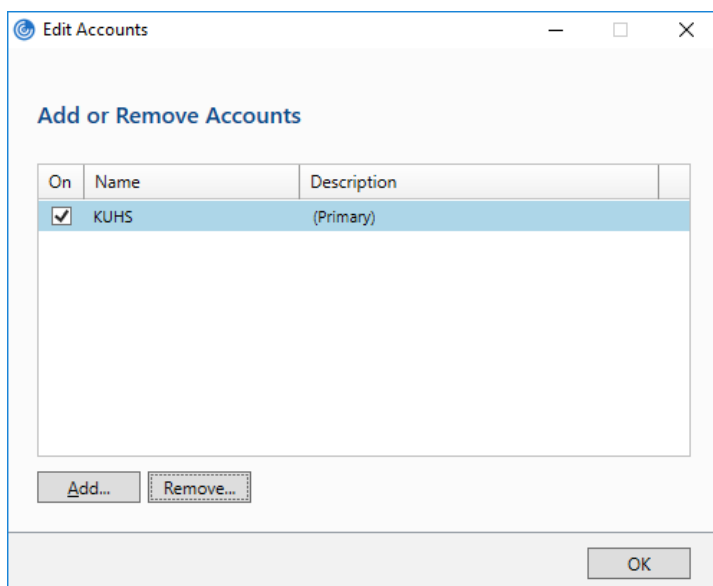 Edit Accounts
Add or Remove Accounts
On Name Description
KUHS (Primary)
Add... Remove...
OK